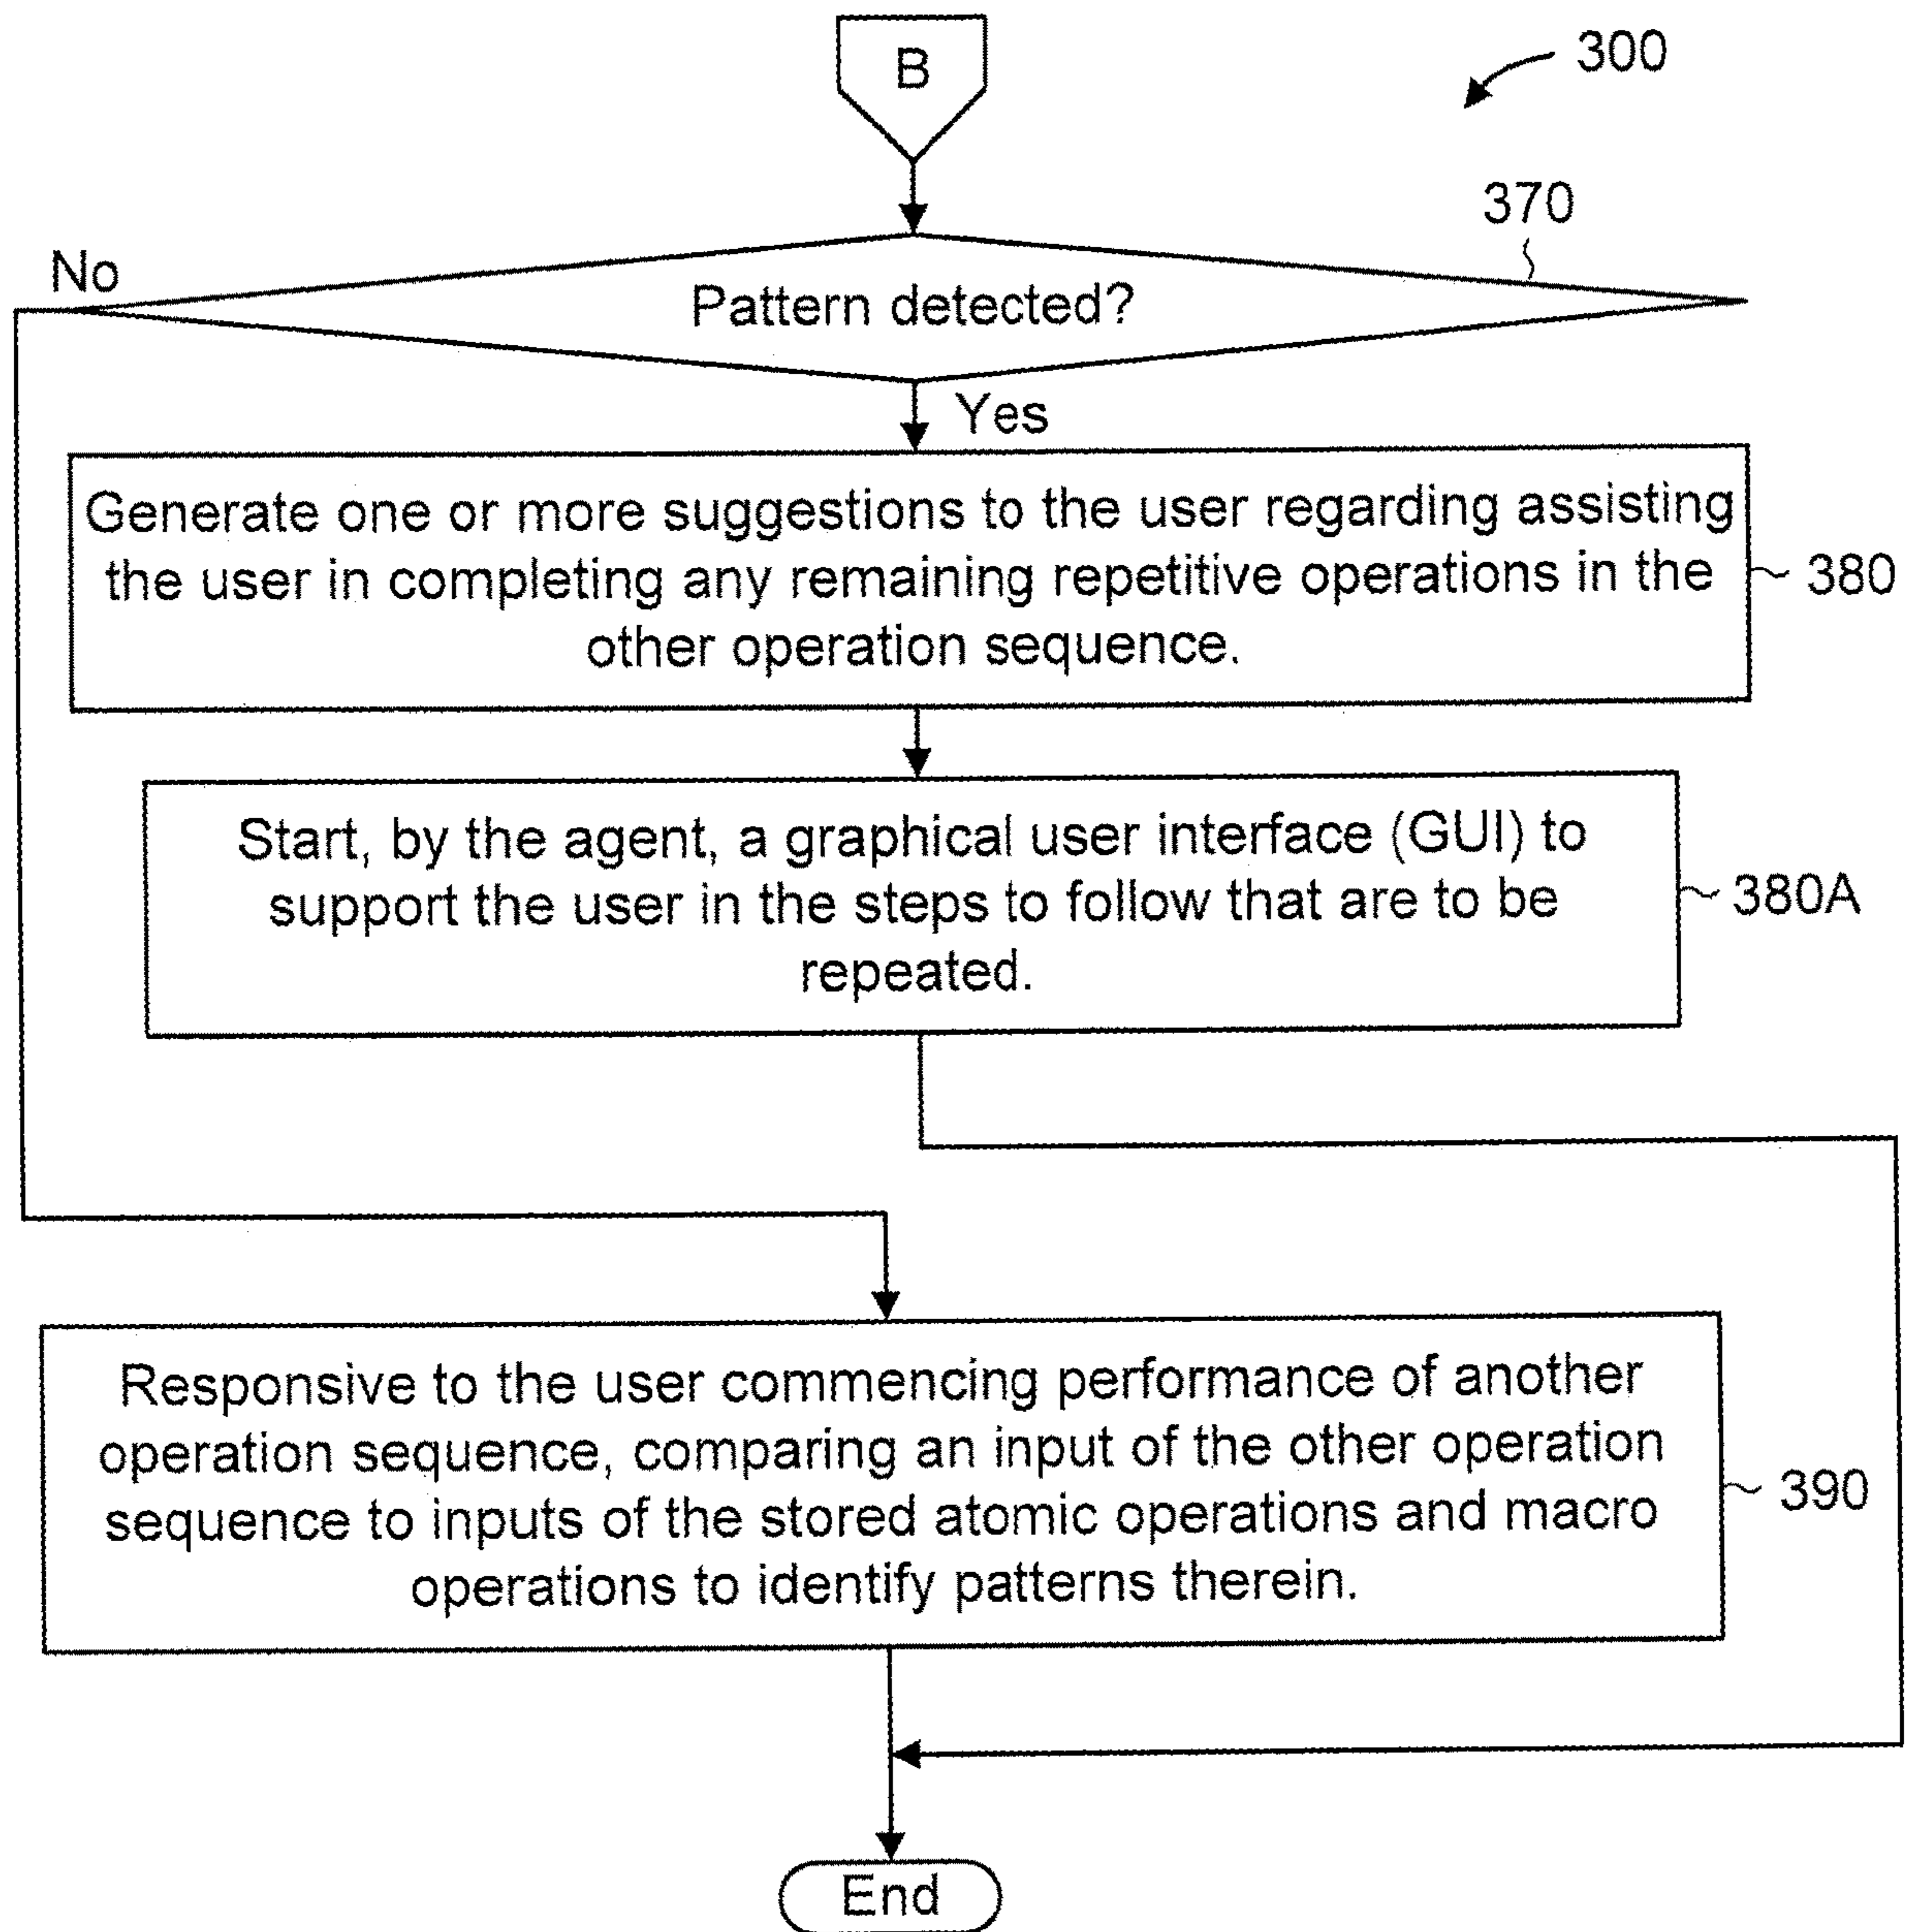 B
300
370
No
Pattern detected?
Yes
Generate one or more suggestions to the user regarding assisting
the user in completing any remaining repetitive operations in the
other operation sequence.
380
Start, by the agent, a graphical user interface (GUI) to
support the user in the steps to follow that are to be
repeated.
380A
Responsive to the user commencing performance of another
operation sequence, comparing an input of the other operation
sequence to inputs of the stored atomic operations and macro
operations to identify patterns therein.
390
End